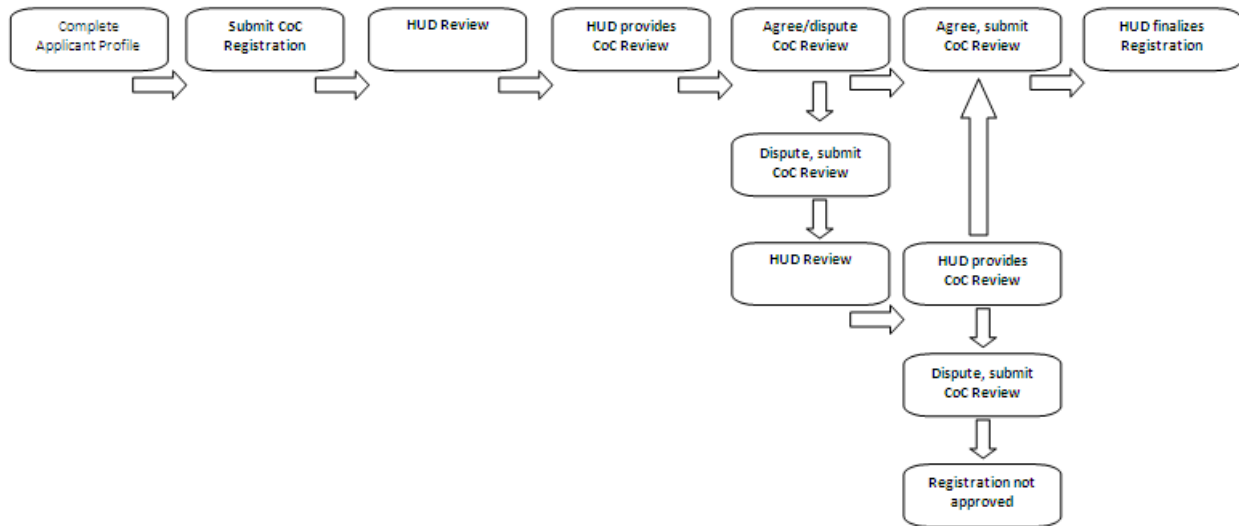 Complete
Applicant Profile
Submit CoC
Registration
HUD Review
HUD provides
CoC Review
Agree/dispute
CoC Review
Agree, submit
CoC Review
HUD finalizes
Registration
Dispute, submit
CoC Review
HUD Review
HUD provides
CoC Review
Dispute, submit
CoC Review
Registration not
approved